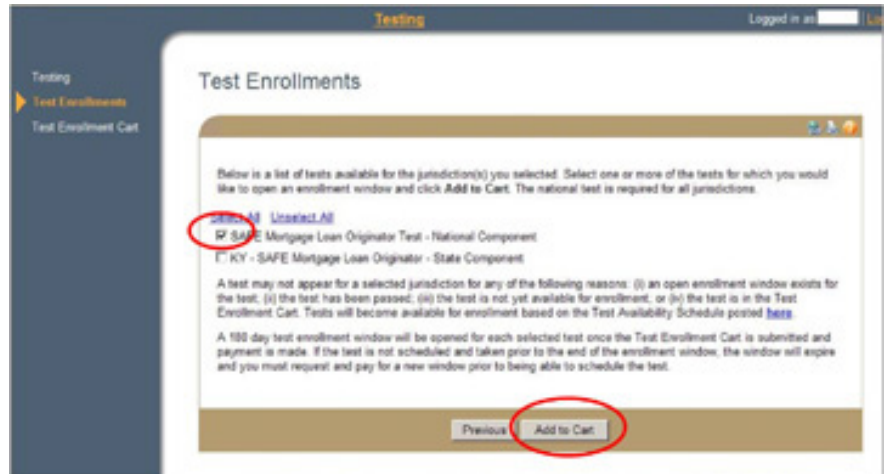 Testing
Logged in as
Testing
Test Enrollments
Test Enrollment Cart
Test Enrollments
Below is a list of tests available for the jurisdiction(s) you selected. Select one or more of the tests for which you would
like to open an enrollment window and click Add to Cart. The national test is required for all jurisdictions.
Select All Unselect All
SAFE Mortgage Loan Originator Test - National Component
KY - SAFE Mortgage Loan Originator - State Component
A test may not appear for a selected jurisdiction for any of the following reasons: (i) an open enrollment window exists for
the test, (ii) the test has been passed; (iii) the test is not yet available for enrollment, or (iv) the test is in the Test
Enrollment Cart. Tests will become available for enrollment based on the Test Availability Schedule posted here.
A 180 day test enrollment window will be opened for each selected test once the Test Enrollment Cart is submitted and
payment is made. If the test is not scheduled and taken prior to the end of the enrollment window, the window will expire
and you must request and pay for a new window prior to being able to schedule the test.
Previous Add to Cart